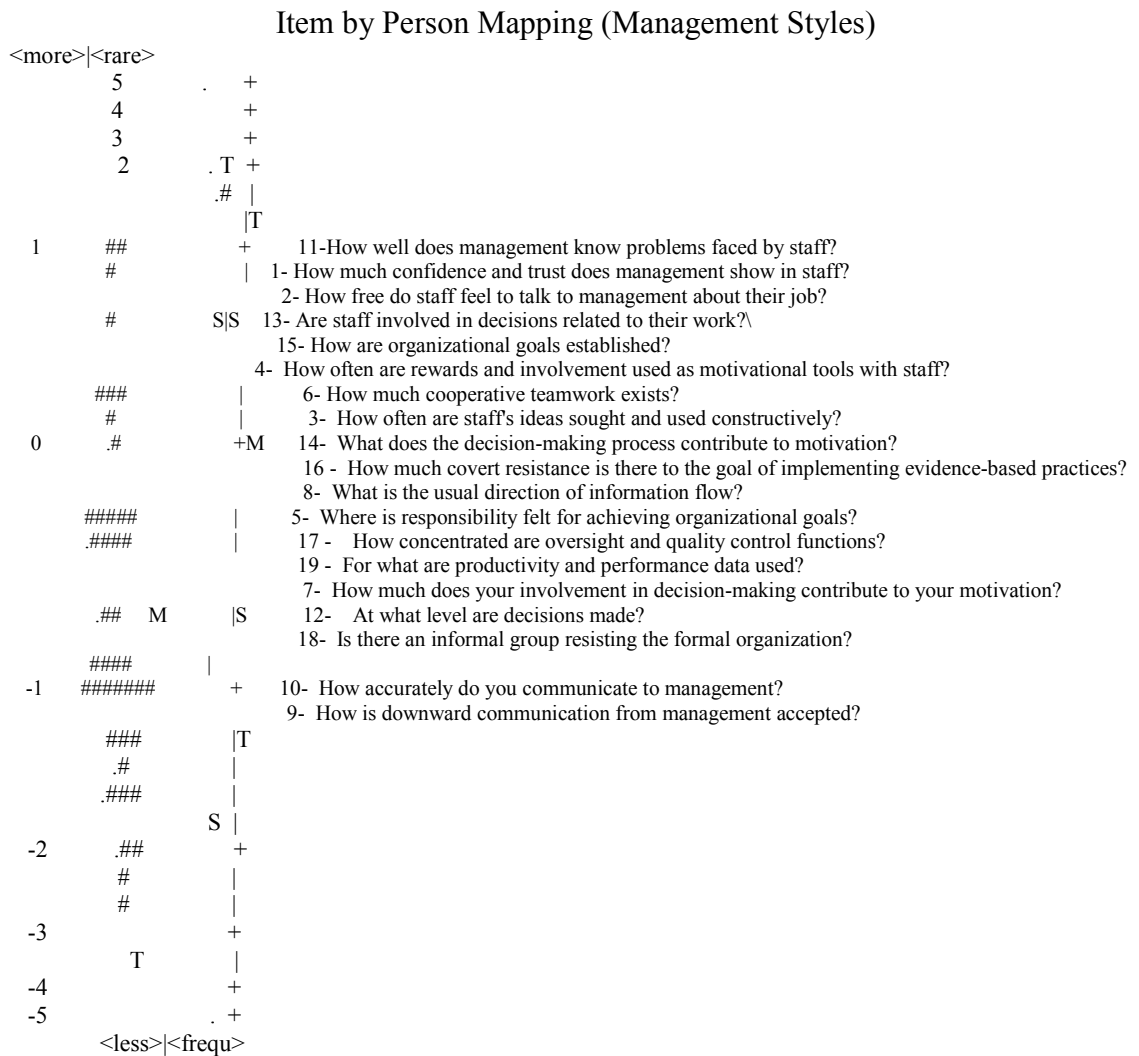 Item by Person Mapping (Management Styles)
<more>|<rare>
5 . +
4 +
3 +
2 . T +
.# |
|T
1 ## + 11-How well does management know problems faced by staff?
# | 1- How much confidence and trust does management show in staff?
2- How free do staff feel to talk to management about their job?
# S|S 13- Are staff involved in decisions related to their work?\
15- How are organizational goals established?
4- How often are rewards and involvement used as motivational tools with staff?
### | 6- How much cooperative teamwork exists?
# | 3- How often are staff's ideas sought and used constructively?
0 .# +M 14- What does the decision-making process contribute to motivation?
16 - How much covert resistance is there to the goal of implementing evidence-based practices?
8- What is the usual direction of information flow?
##### | 5- Where is responsibility felt for achieving organizational goals?
.#### | 17 - How concentrated are oversight and quality control functions?
19 - For what are productivity and performance data used?
7- How much does your involvement in decision-making contribute to your motivation?
.## M |S 12- At what level are decisions made?
18- Is there an informal group resisting the formal organization?
#### |
-1 ####### + 10- How accurately do you communicate to management?
9- How is downward communication from management accepted?
### |T
.# |
.### |
S |
-2 .## +
# |
# |
-3 +
T |
-4 +
-5 . +
<less>|<frequ>